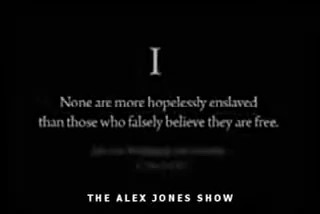 I
None are more hopelessly enslaved
than those who falsely believe they are free.
THE ALEX JONES SHOW